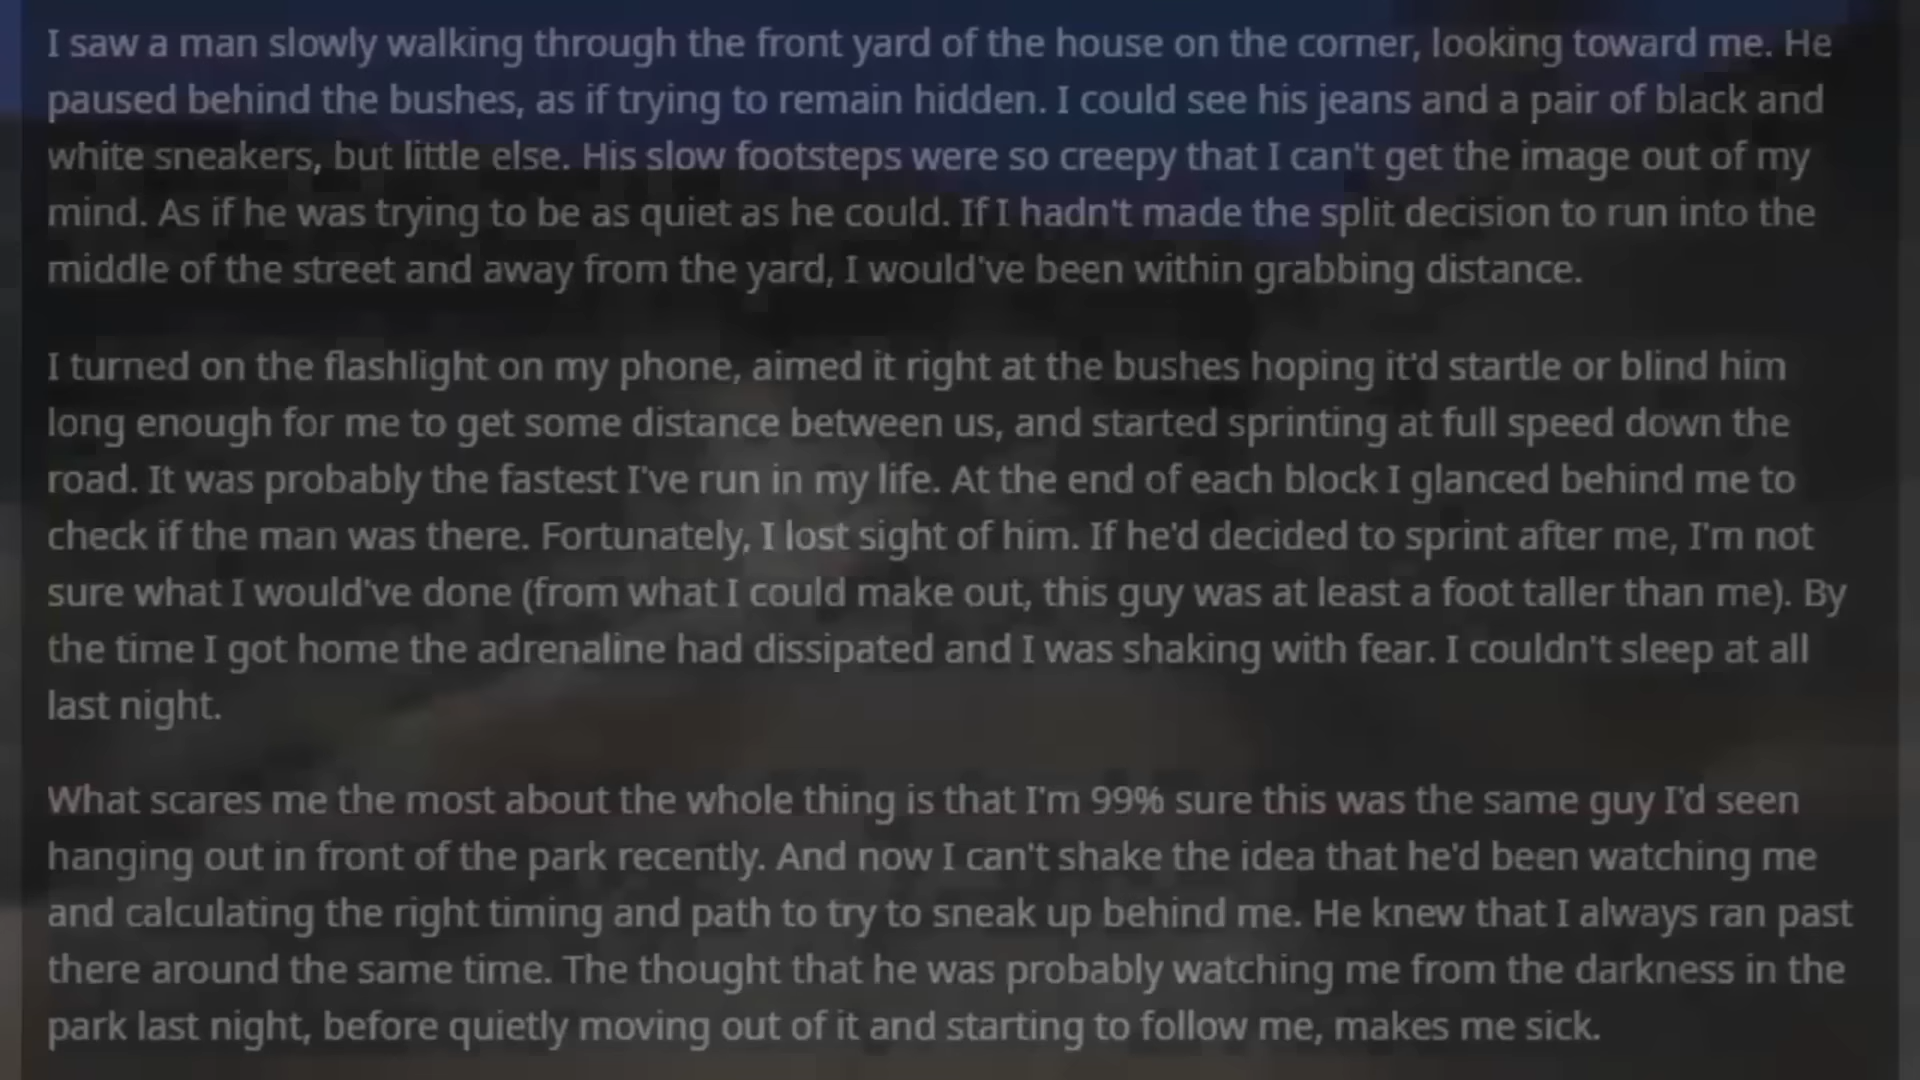 I saw a man slowly walking through the front yard of the house on the corner, looking toward me. He
paused behind the bushes, as if trying to remain hidden. I could see his jeans and a pair of black and
white sneakers, but little else. His slow footsteps were so creepy that I can't get the image out of my
mind. As if he was trying to be as quiet as he could. If I hadn't made the split decision to run into the
middle of the street and away from the yard, I would've been within grabbing distance.
I turned on the flashlight on my phone, aimed it right at the bushes hoping it'd startle or blind him
long enough for me to get some distance between us, and started sprinting at full speed down the
road. It was probably the fastest I've run in my life. At the end of each block I glanced behind me to
check if the man was there. Fortunately, I lost sight of him. If he'd decided to sprint after me, I'm not
sure what I would've done (from what I could make out, this guy was at least a foot taller than me). By
the time I got home the adrenaline had dissipated and I was shaking with fear. I couldn't sleep at all
last night.
What scares me the most about the whole thing is that I'm 99% sure this was the same guy I'd seen
hanging out in front of the park recently. And now I can't shake the idea that he'd been watching me
and calculating the right timing and path to try to sneak up behind me. He knew that I always ran past
there around the same time. The thought that he was probably watching me from the darkness in the
park last night, before quietly moving out of it and starting to follow me, makes me sick.